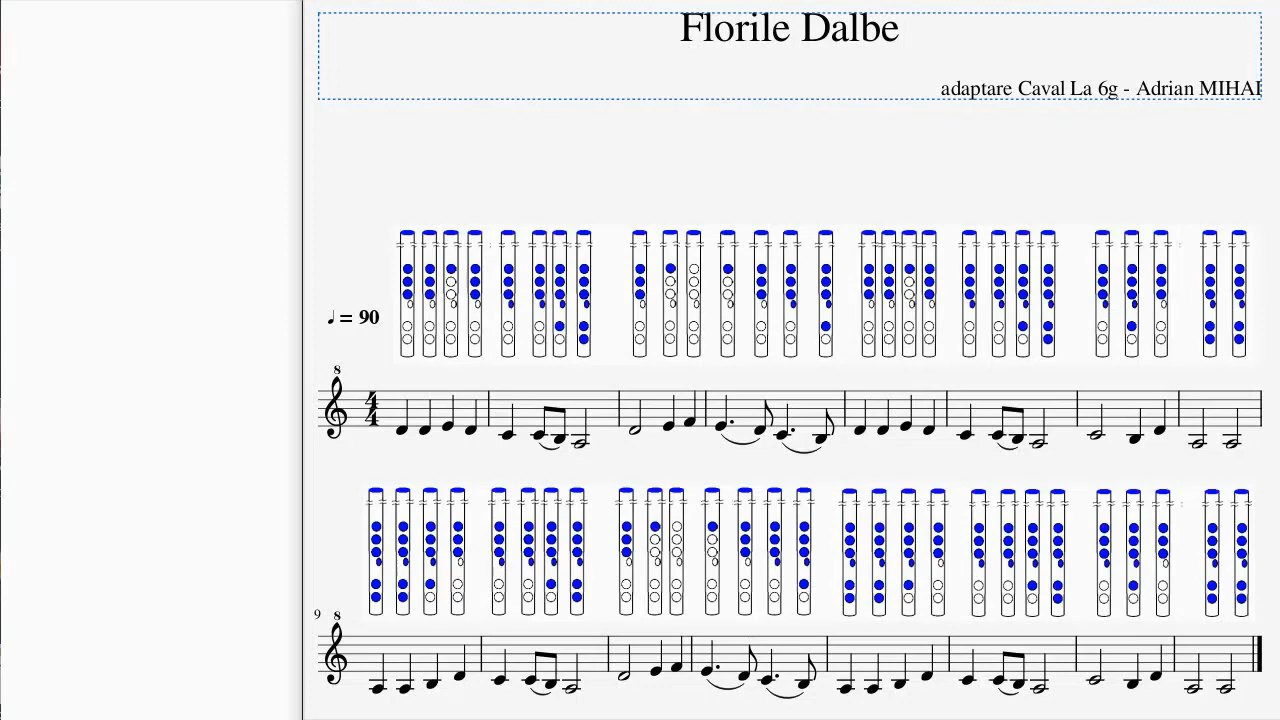 Florile Dalbe
adaptare Caval La 6g - Adrian MIHAI
♩ = 90
8
4
4
9
8